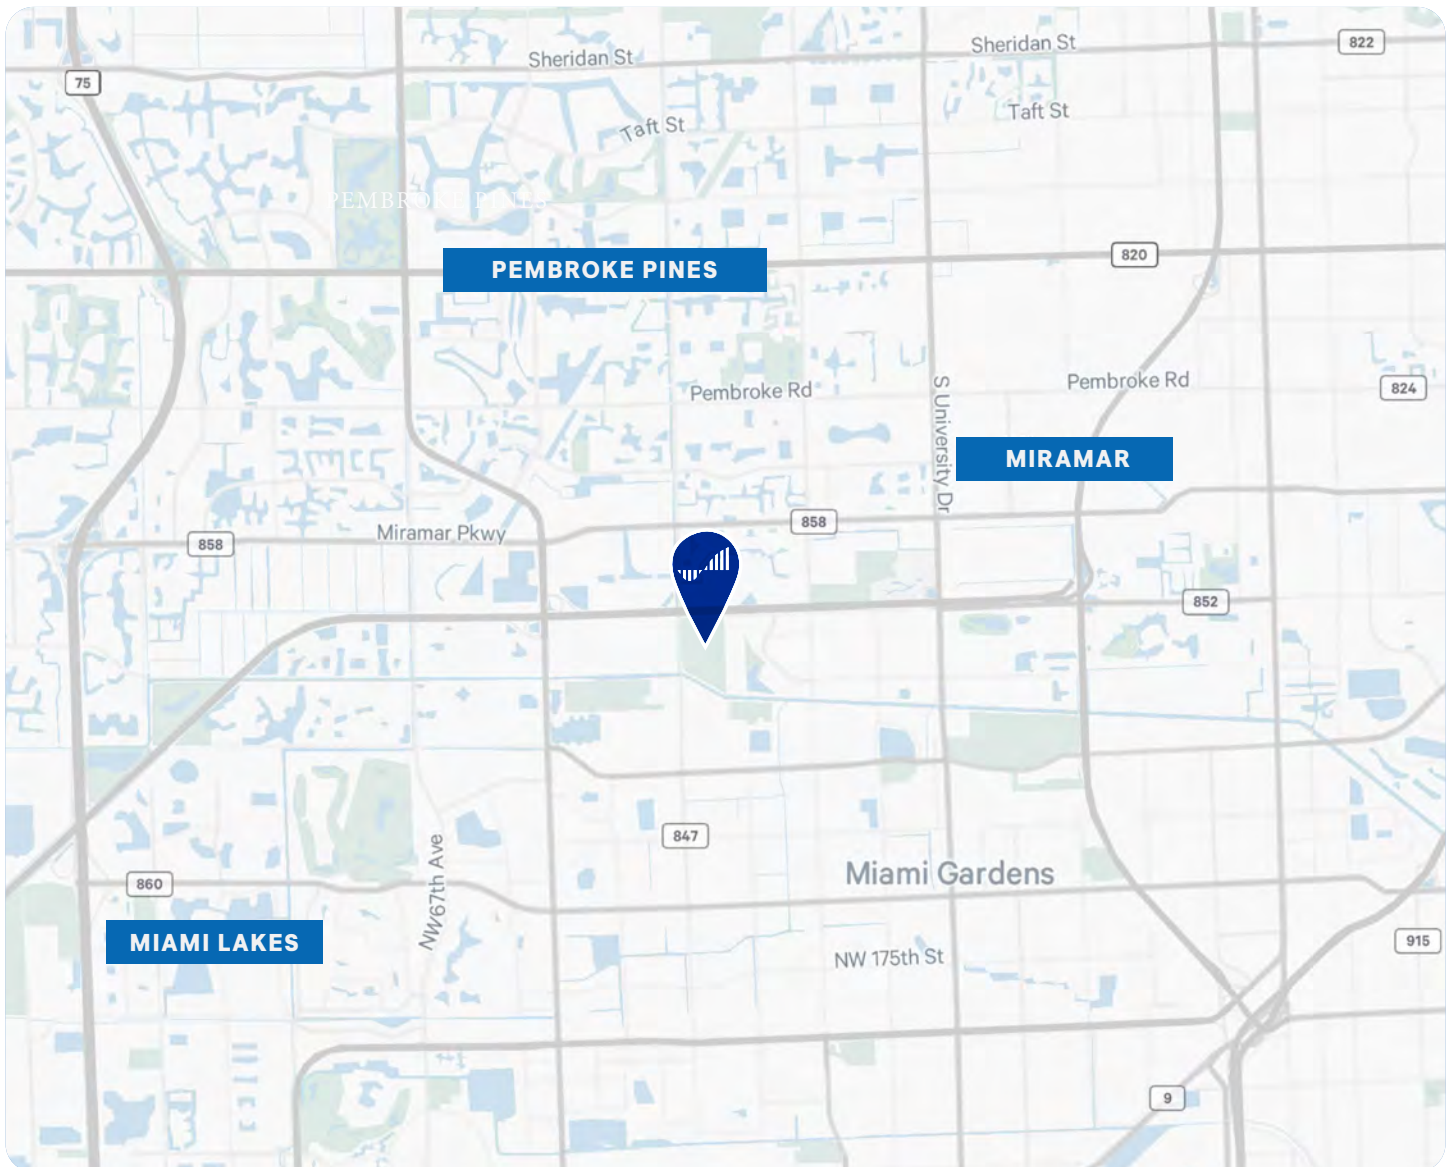 Sheridan St
Sheridan St
822
75
Taft St
Taft St
PEMBROKE PINES
PEMBROKE PINES
820
Pembroke Rd
Pembroke Rd
824
S University Dr
MIRAMAR
858
Miramar Pkwy
858
852
847
NW 67th Ave
Miami Gardens
860
MIAMI LAKES
NW 175th St
915
9